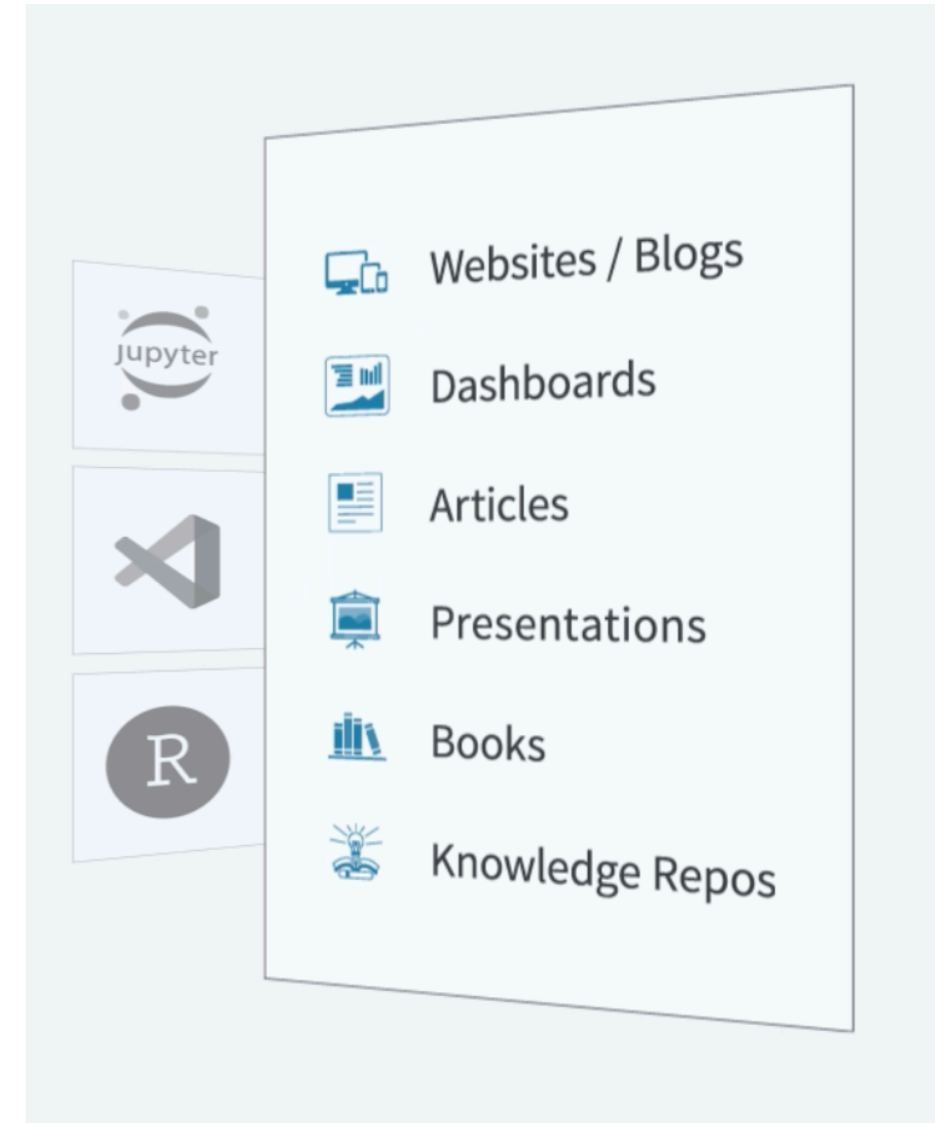 Jupyter
R
Websites / Blogs
Dashboards
Articles
Presentations
Books
Knowledge Repos